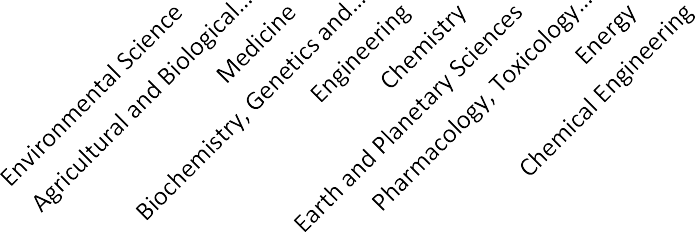 Environmental Science
Agricultural and Biological...
Medicine
Biochemistry, Genetics and...
Engineering
Chemistry
Earth and Planetary Sciences
Pharmacology, Toxicology...
Energy
Chemical Engineering